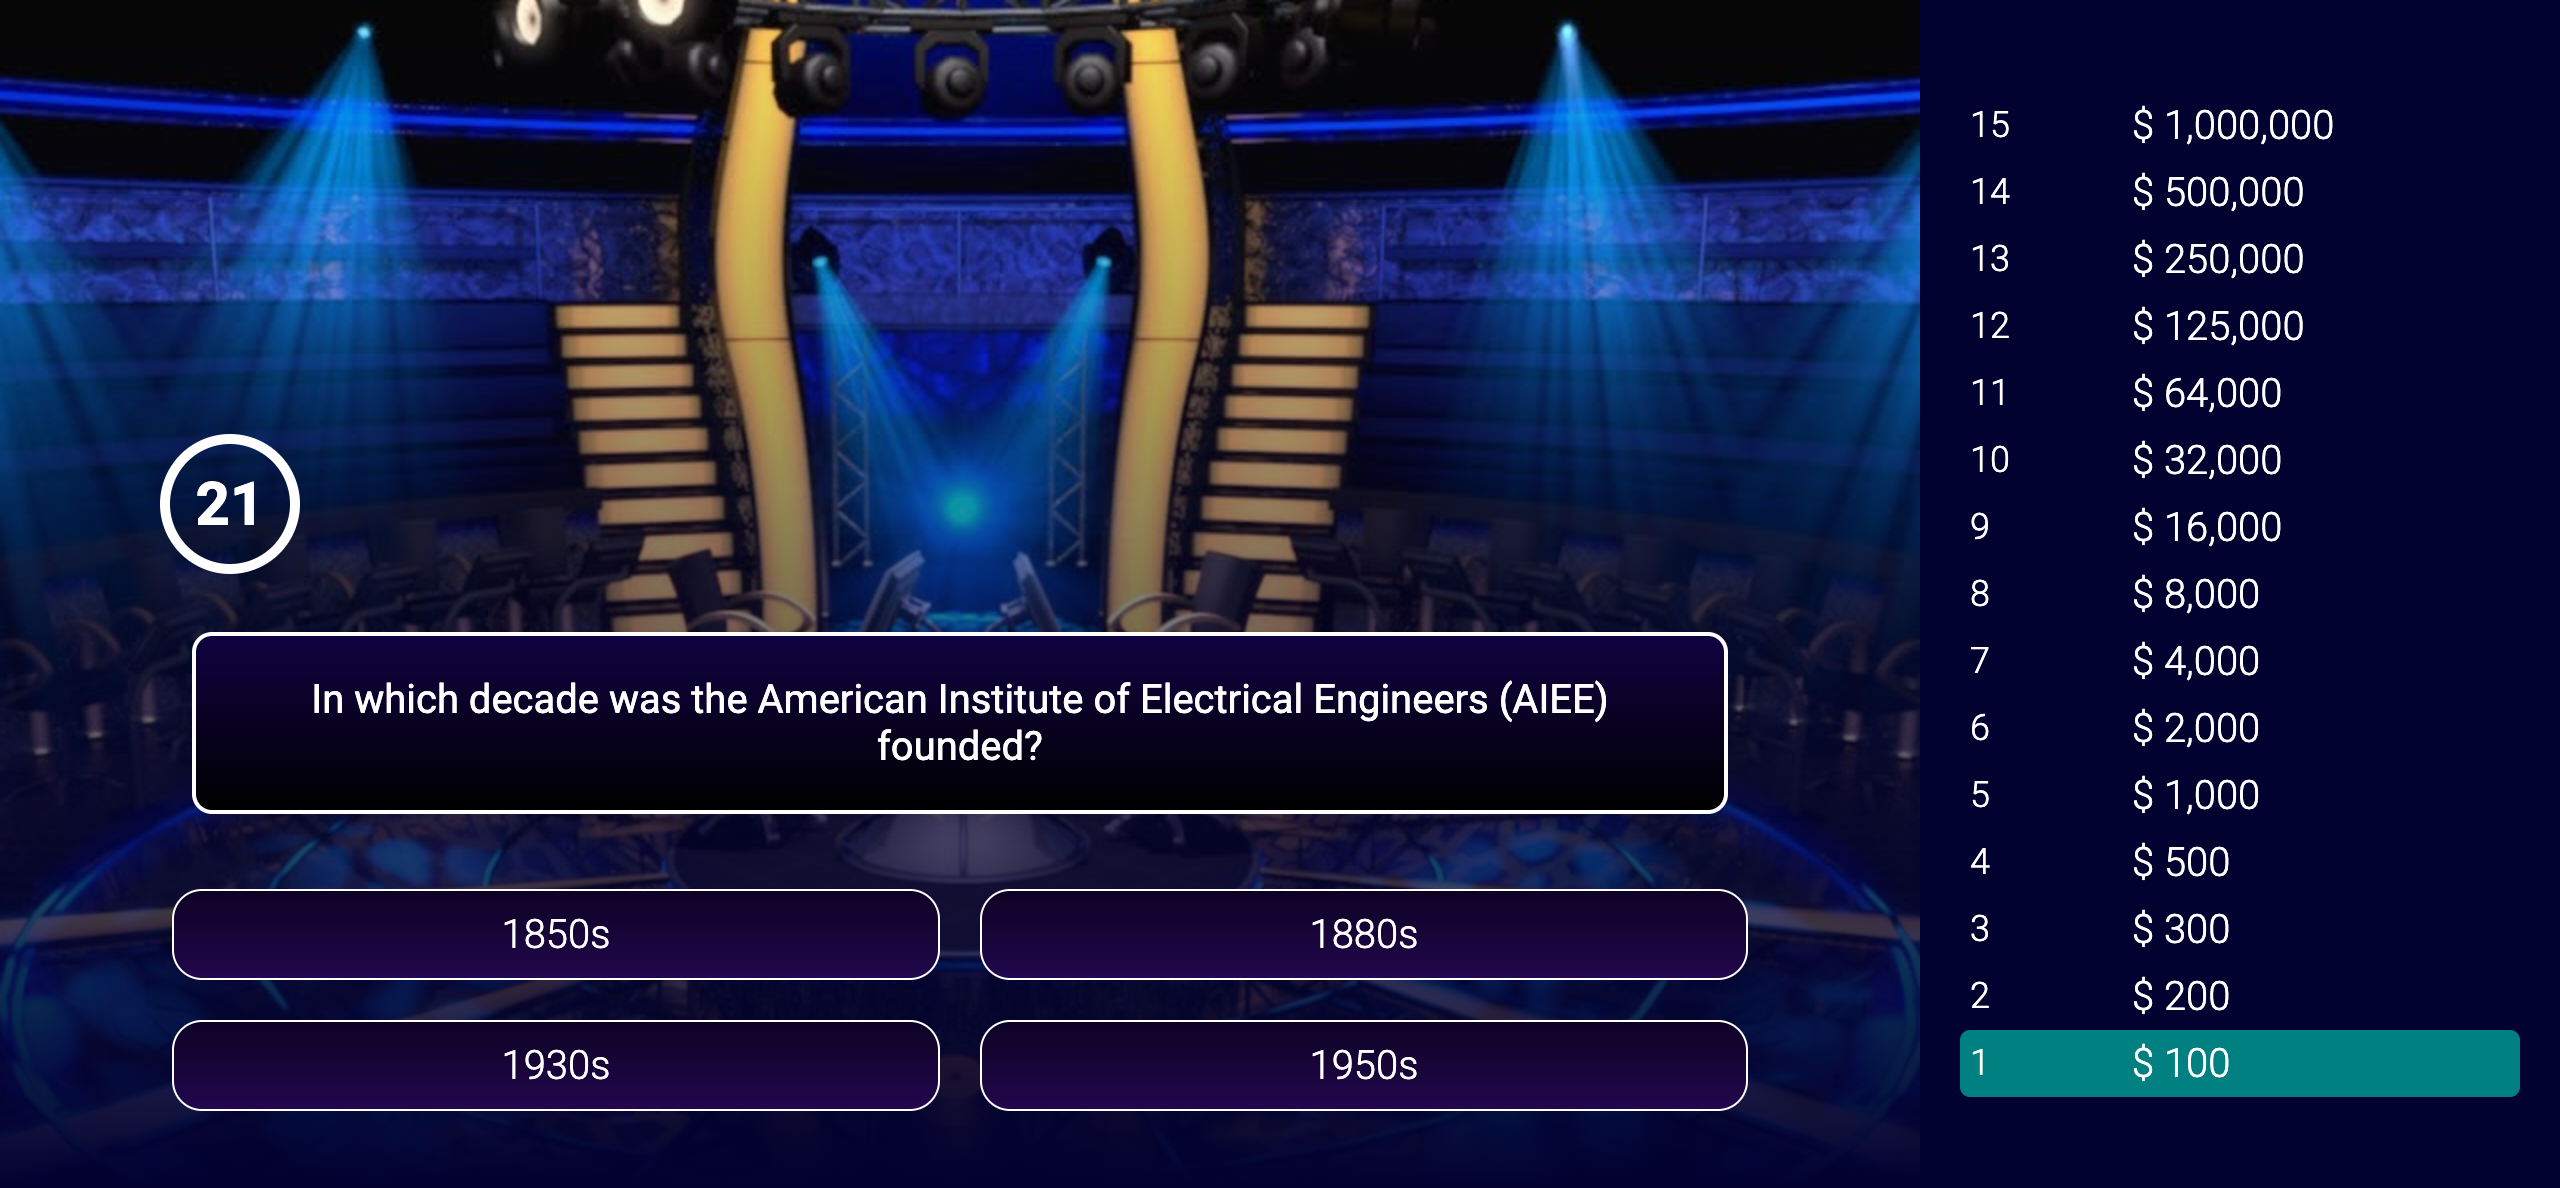 21
In which decade was the American Institute of Electrical Engineers (AIEE)
founded?
1850s
1880s
1930s
1950s
15 $ 1,000,000
14 $ 500,000
13 $ 250,000
12 $ 125,000
11 $ 64,000
10 $ 32,000
9 $ 16,000
8 $ 8,000
7 $ 4,000
6 $ 2,000
5 $ 1,000
4 $ 500
3 $ 300
2 $ 200
1 $ 100